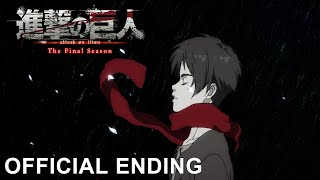 進撃の巨人
attack on titan
The Final Season
OFFICIAL ENDING